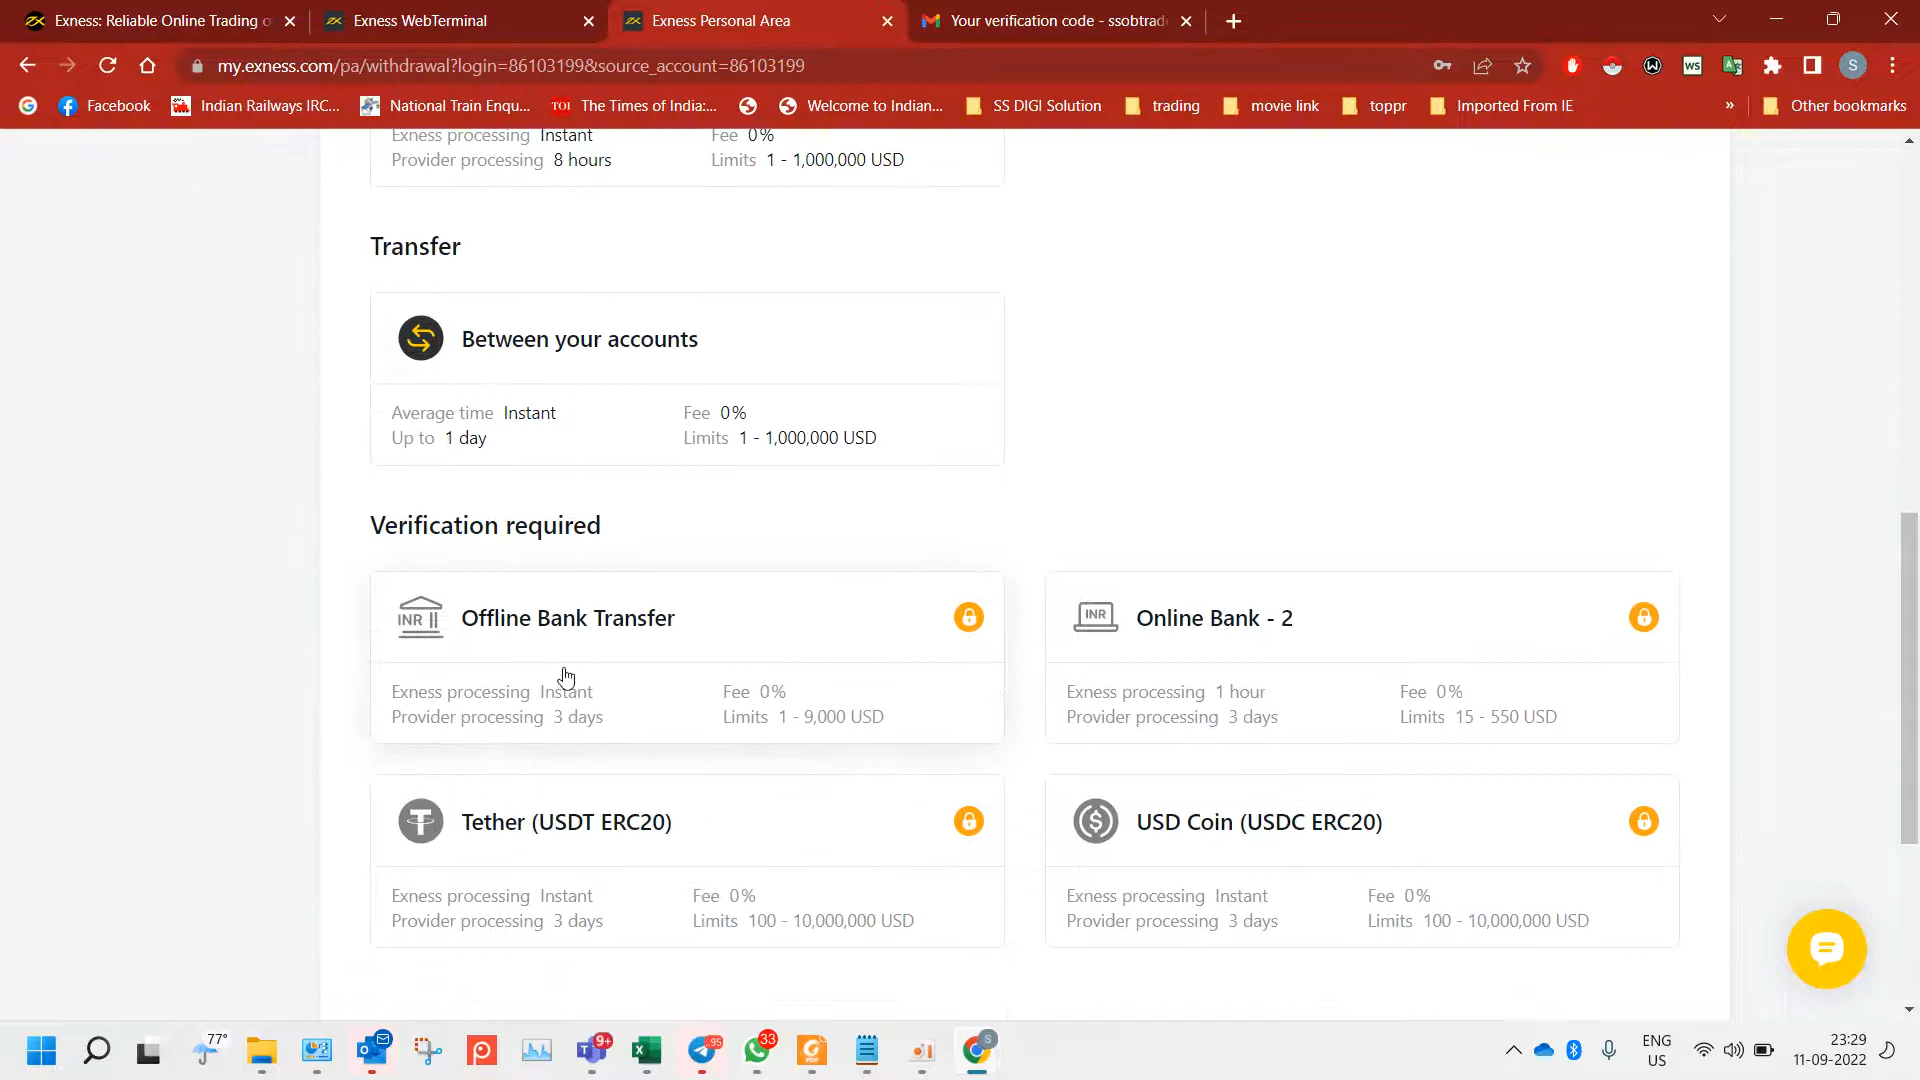 Exness: Reliable Online Trading o
Exness WebTerminal
Exness Personal Area
Your verification code - ssobtrad
my.exness.com/pa/withdrawal?login=86103199&source_account=86103199
WS
S
Facebook
Indian Railways IRC...
National Train Enqu...
TOI The Times of India:...
Welcome to Indian...
SS DIGI Solution
trading
movie link
toppr
Imported From IE
»
Other bookmarks
Exness processing Instant
Fee 0%
Provider processing 8 hours
Limits 1 - 1,000,000 USD
Transfer
Between your accounts
Average time Instant
Fee 0%
Up to 1 day
Limits 1 - 1,000,000 USD
Verification required
INR
Offline Bank Transfer
INR
Online Bank - 2
Exness processing Instant
Fee 0%
Exness processing 1 hour
Fee 0%
Provider processing 3 days
Limits 1 - 9,000 USD
Provider processing 3 days
Limits 15 - 550 USD
Tether (USDT ERC20)
USD Coin (USDC ERC20)
Exness processing Instant
Fee 0%
Exness processing Instant
Fee 0%
Provider processing 3 days
Limits 100 - 10,000,000 USD
Provider processing 3 days
Limits 100 - 10,000,000 USD
77°
9+
95
33
S
ENG
US
23:29
11-09-2022